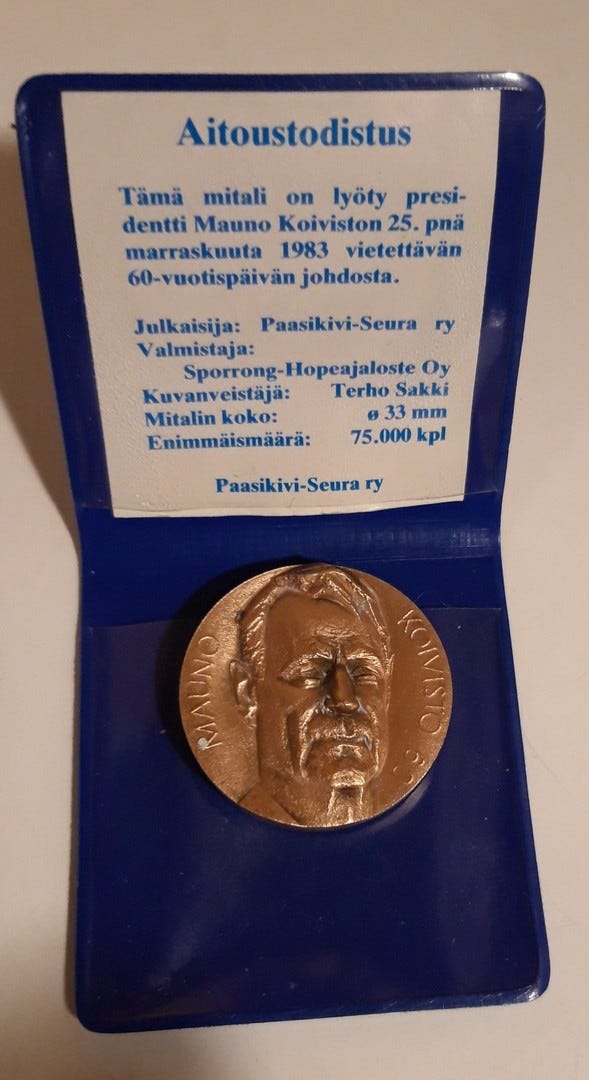 Aitoustodistus
Tämä mitali on lyöty presi-
dentti Mauno Koiviston 25. pnä
marraskuuta 1983 vietettävän
60-vuotispäivän johdosta.
Julkaisija: Paasikivi-Seura ry
Valmistaja:
Sporrong-Hopeajaloste Oy
Kuvanveistäjä: Terho Sakki
Mitalin koko: ø 33 mm
Enimmäismäärä: 75.000 kpl
Paasikivi-Seura ry
MAUNO
KOIVISTO 60